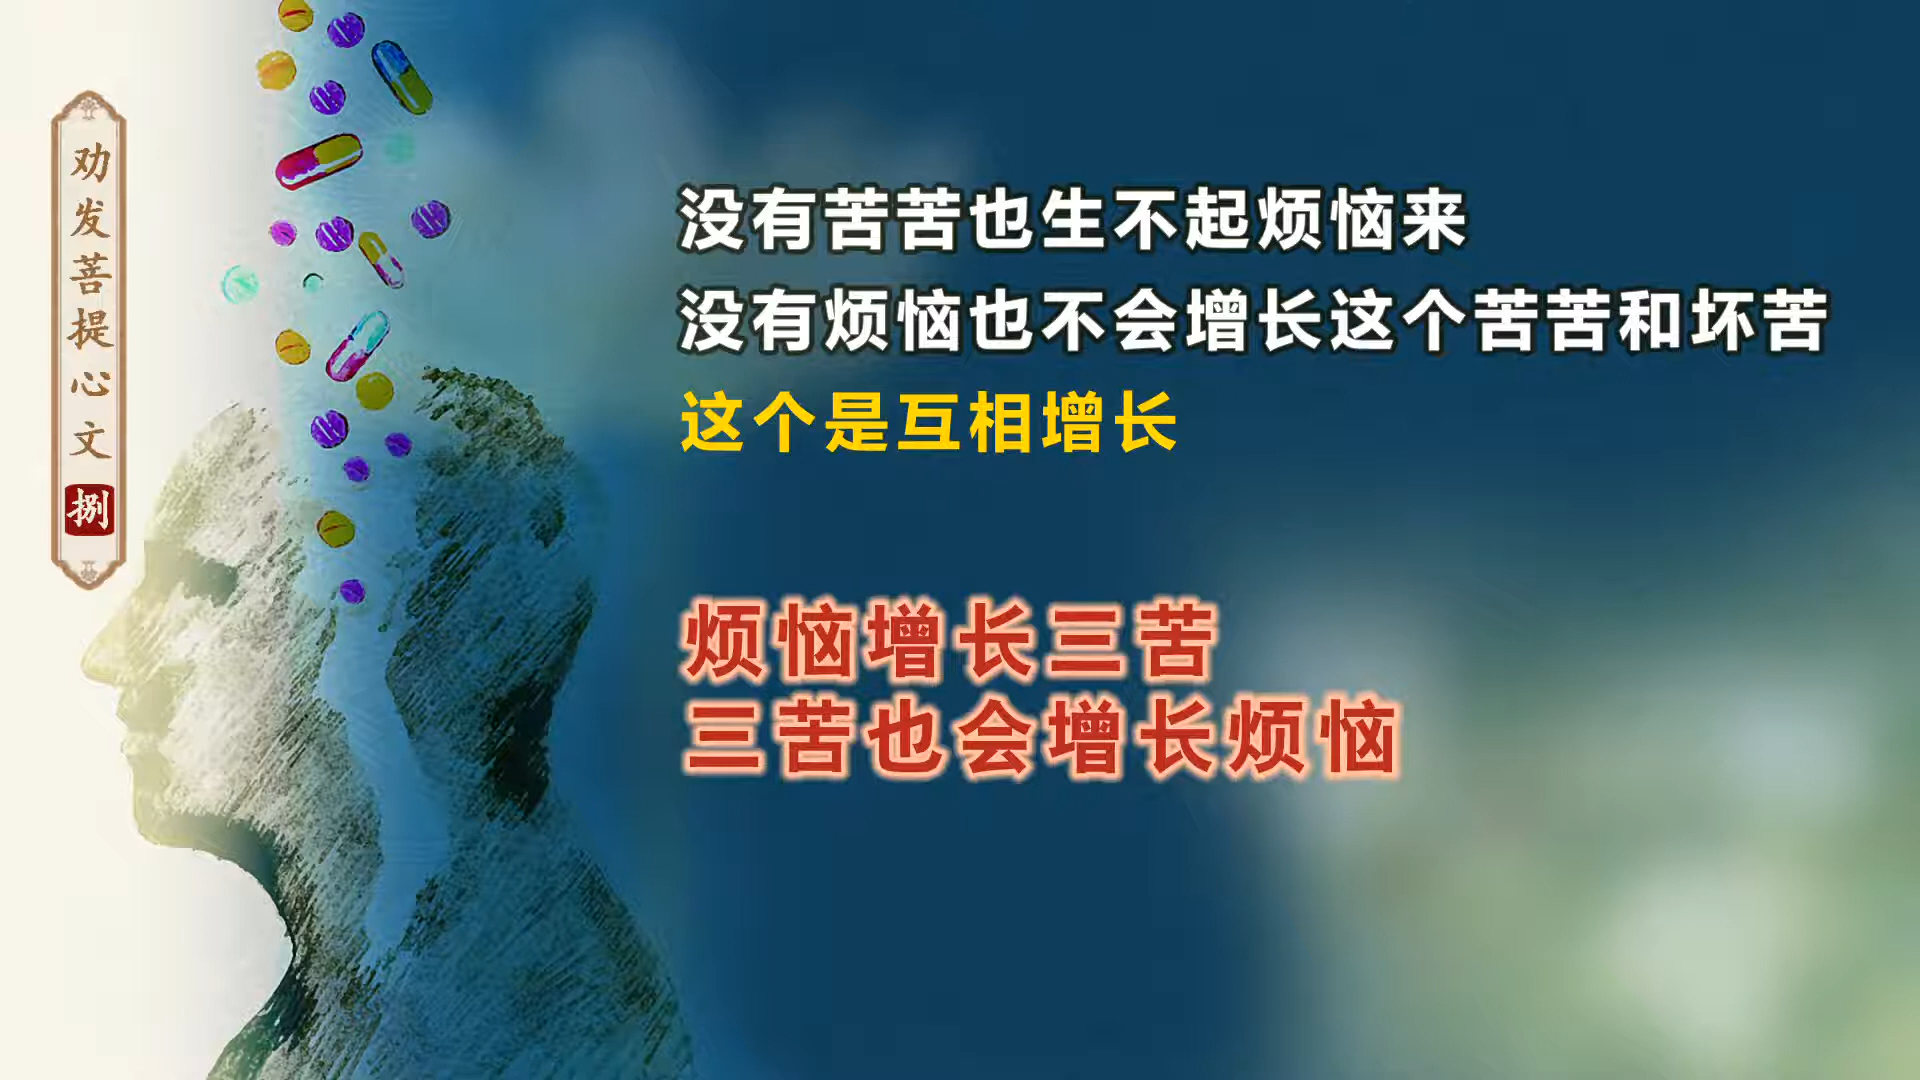 劝发菩提心文
捌
没有苦苦也生不起烦恼来
没有烦恼也不会增长这个苦苦和坏苦
这个是互相增长
烦恼增长三苦
三苦也会增长烦恼